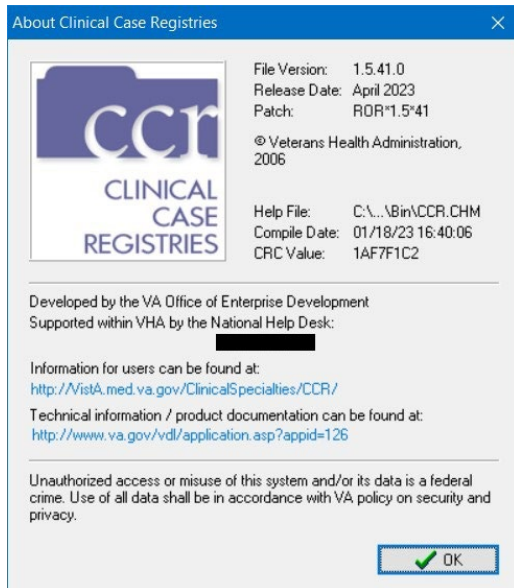 About Clinical Case Registries
ccr
CLINICAL
CASE
REGISTRIES
File Version: 1.5.41.0
Release Date: April 2023
Patch: ROR*1.5*41
© Veterans Health Administration,
2006
Help File: C:\...\Bin\CCR.CHM
Compile Date: 01/18/23 16:40:06
CRC Value: 1AF7F1C2
Developed by the VA Office of Enterprise Development
Supported within VHA by the National Help Desk:
Information for users can be found at:
http://VistA.med.va.gov/ClinicalSpecialties/CCR/
Technical information / product documentation can be found at:
http://www.va.gov/vdl/application.asp?appid=126
Unauthorized access or misuse of this system and/or its data is a federal
crime. Use of all data shall be in accordance with VA policy on security and
privacy.
OK